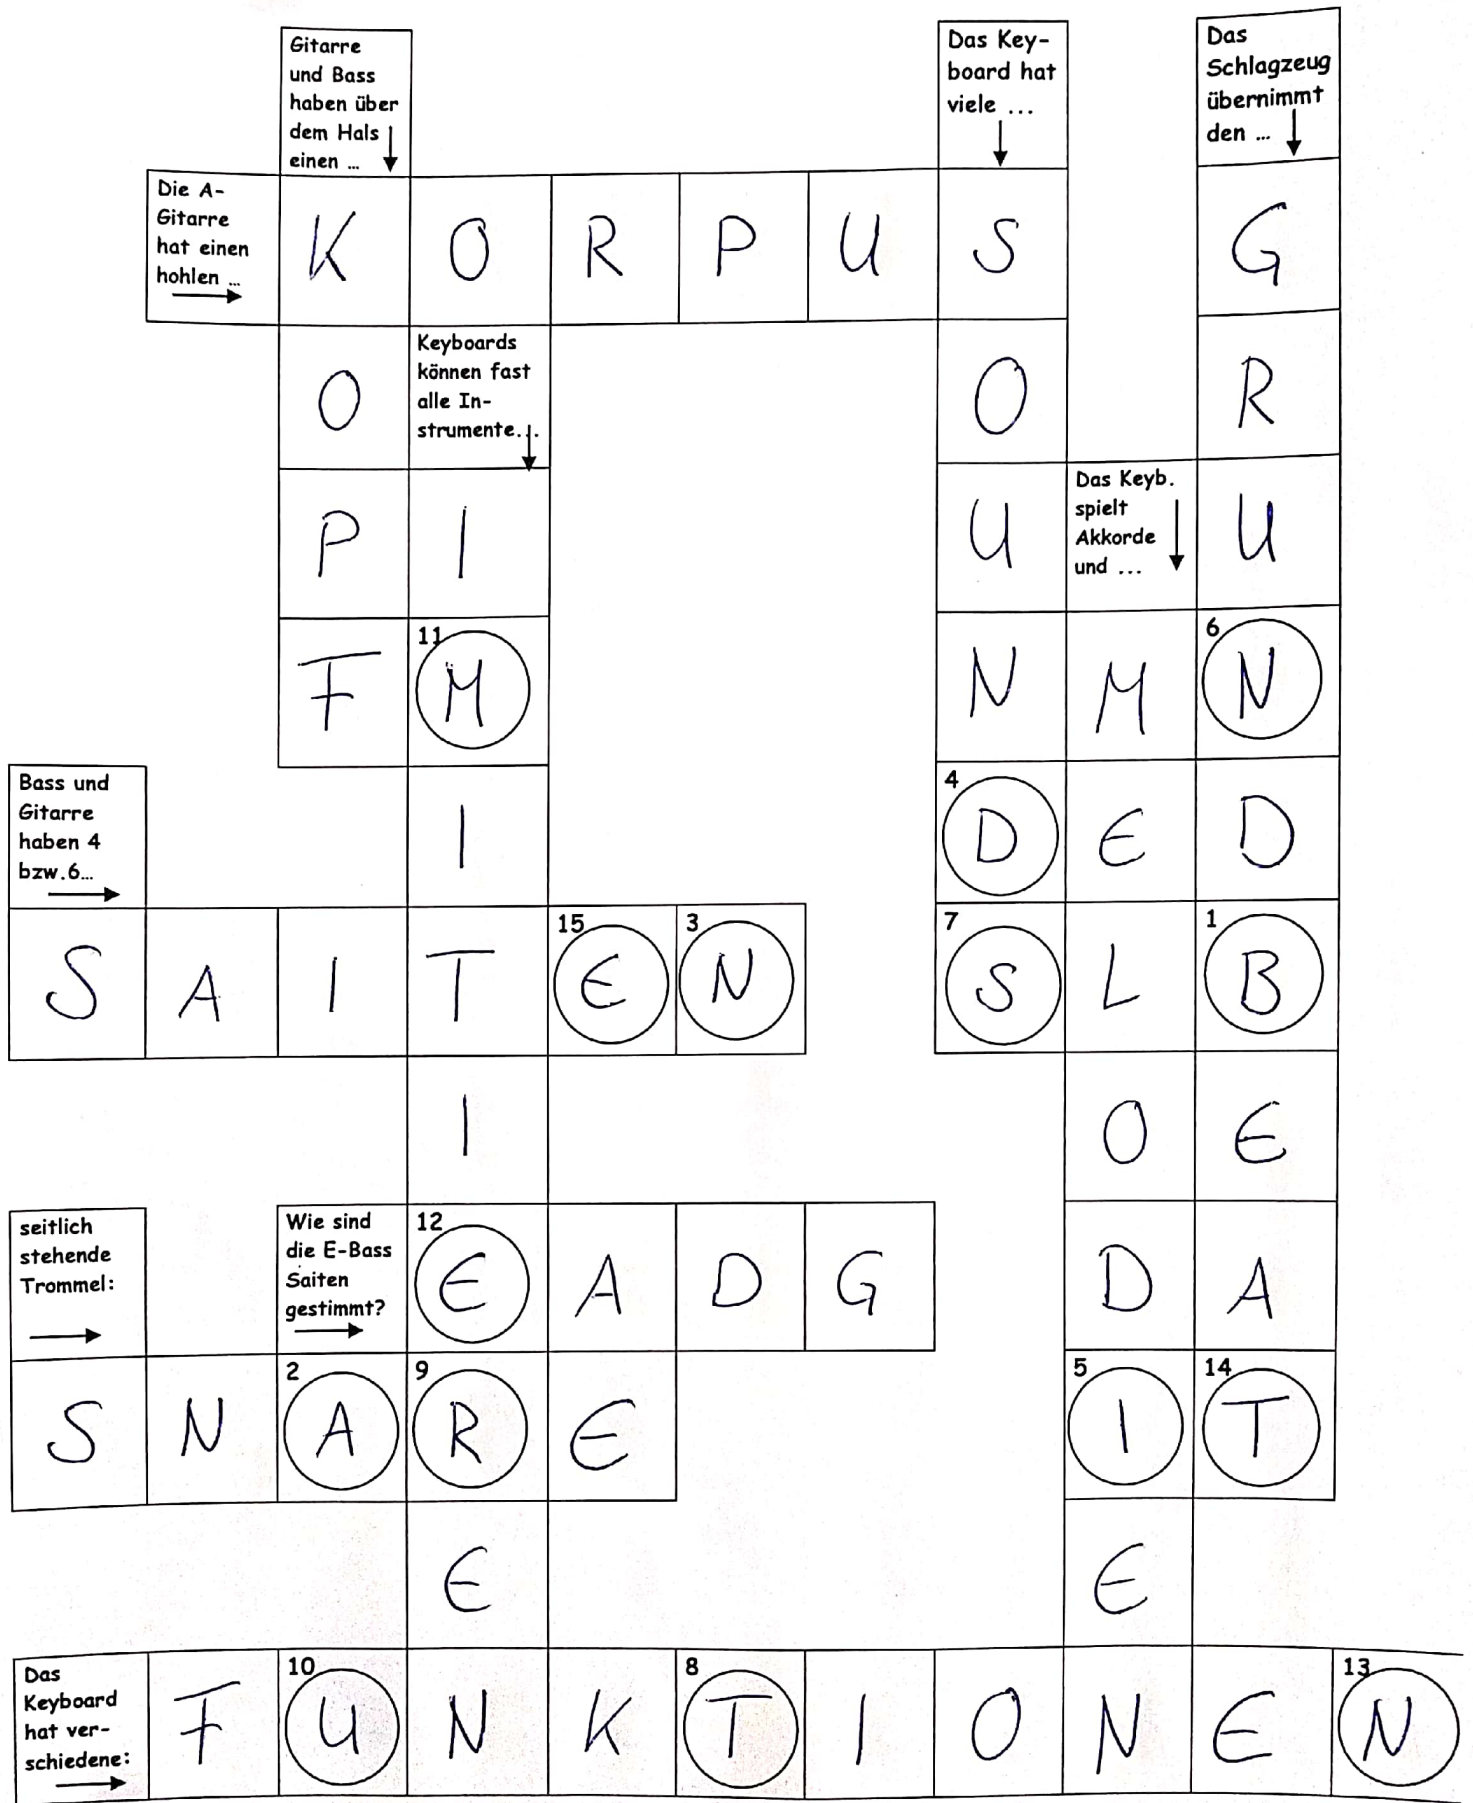 Gitarre
und Bass
haben über
dem Hals
einen ...
Das Key-
board hat
viele ...
Das
Schlagzeug
übernimmt
den ...
Die A-
Gitarre
hat einen
hohlen ...
K O R P U S G
O
Keyboards
können fast
alle In-
strumente...
O R
P I U
Das Keyb.
spielt
Akkorde
und ...
U
F 11 M N M 6 N
Bass und
Gitarre
haben 4
bzw.6...
I 4 D E D
S A I T 15 E 3 N 7 S L 1 B
I O E
seitlich
stehende
Trommel:
Wie sind
die E-Bass
Saiten
gestimmt?
12 E A D G D A
S N 2 A 9 R E 5 I 14 T
E E
Das
Keyboard
hat ver-
schiedene:
F 10 U N K 8 T I O N E 13 N